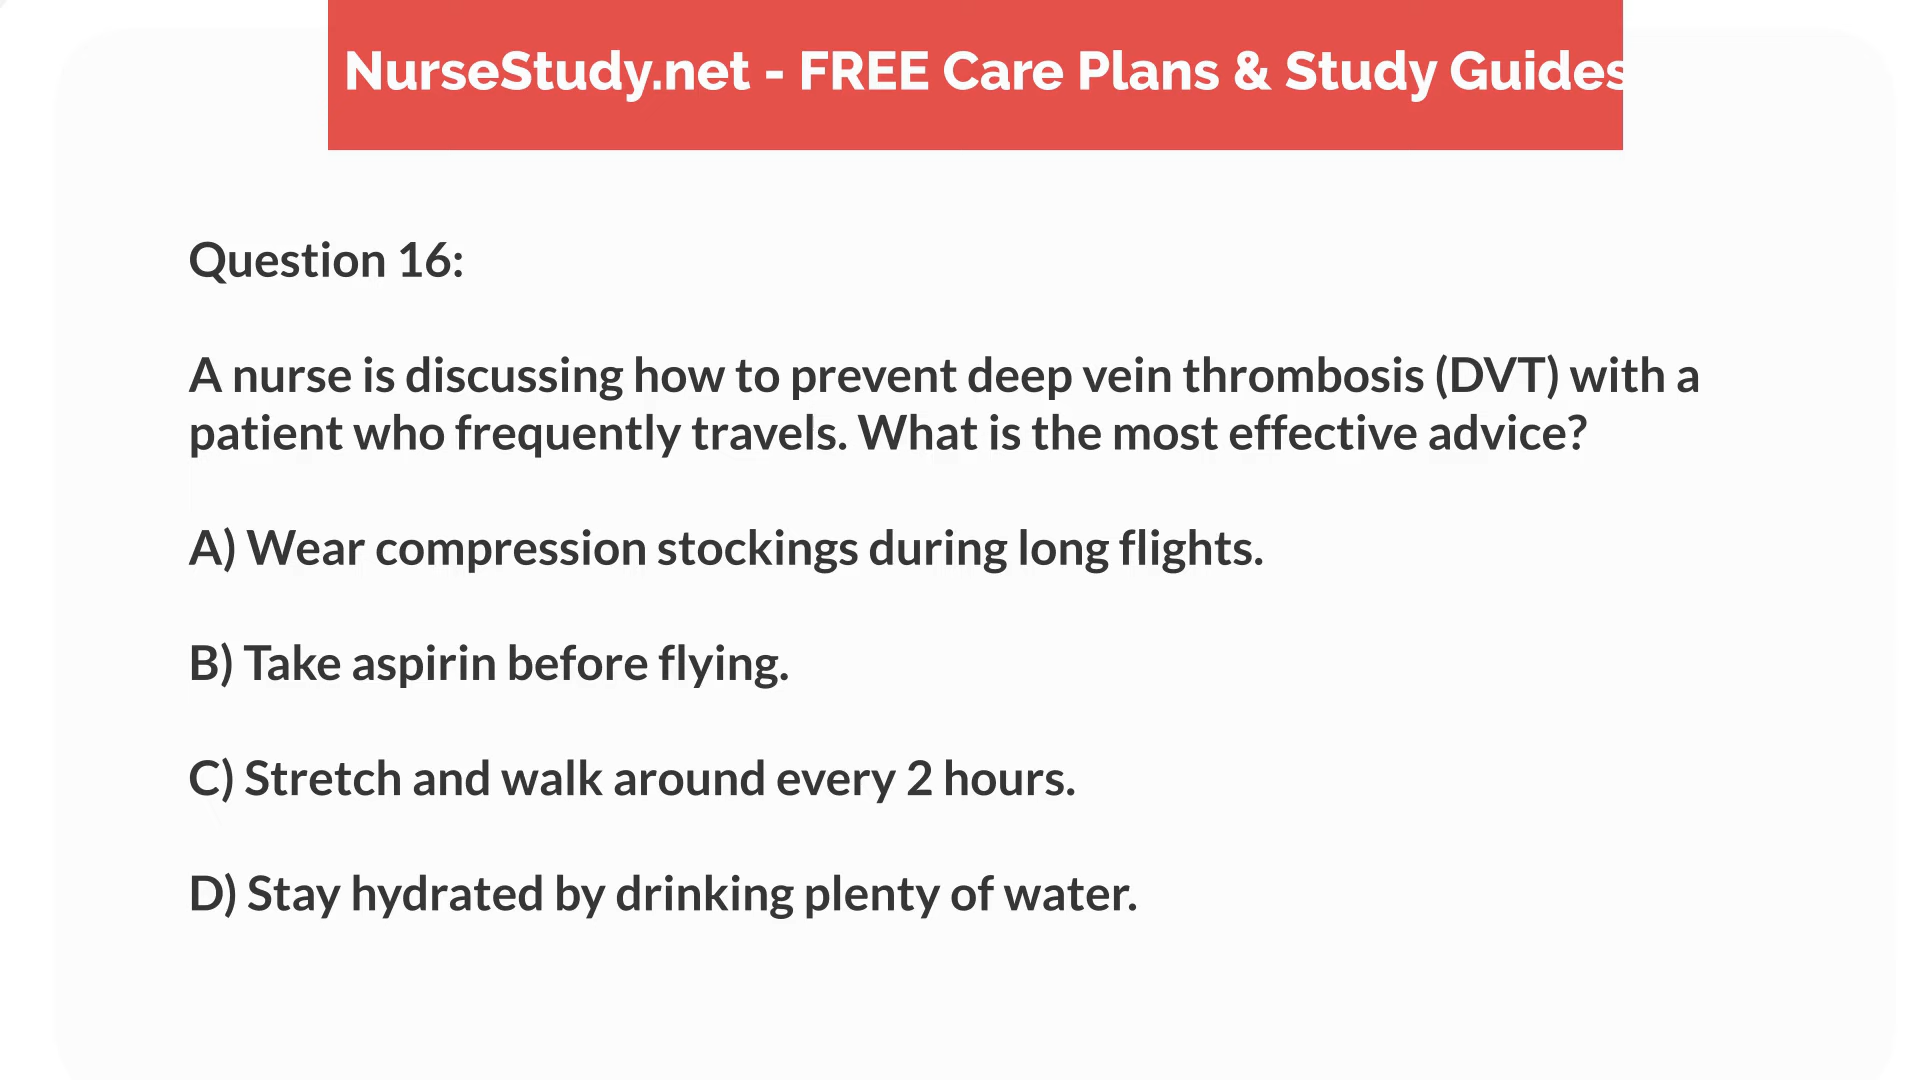 NurseStudy.net - FREE Care Plans & Study Guides
Question 16:
A nurse is discussing how to prevent deep vein thrombosis (DVT) with a
patient who frequently travels. What is the most effective advice?
A) Wear compression stockings during long flights.
B) Take aspirin before flying.
C) Stretch and walk around every 2 hours.
D) Stay hydrated by drinking plenty of water.